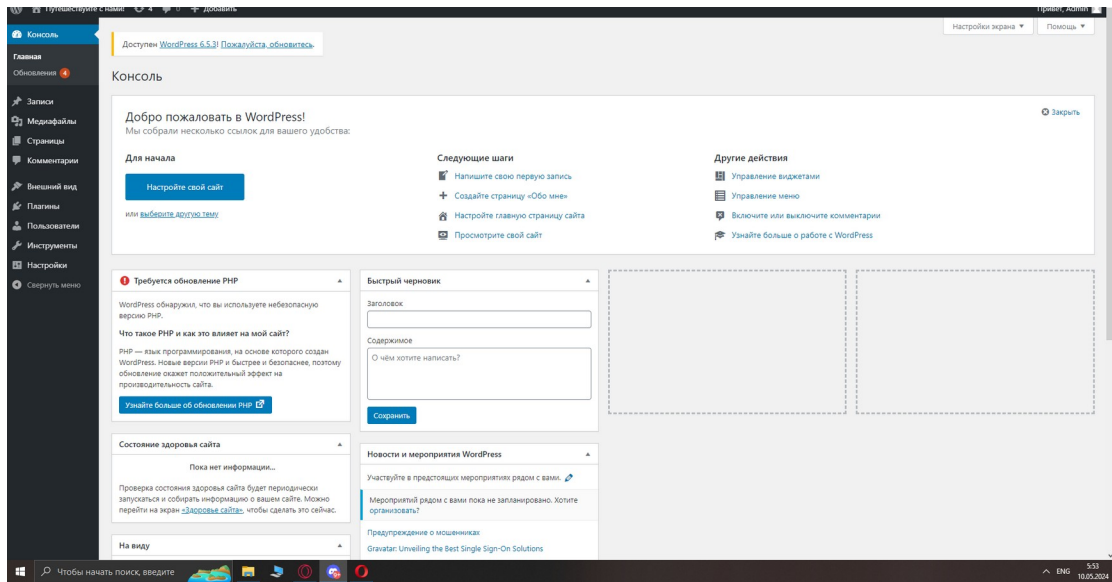 Путешествуйте с нами! 4 0 Добавить
Привет, Admin
Консоль
Главная
Обновления 4
Записи
Медиафайлы
Страницы
Комментарии
Внешний вид
Плагины
Пользователи
Инструменты
Настройки
Свернуть меню
Настройки экрана
Помощь
Доступен WordPress 6.5.3! Пожалуйста, обновитесь.
Консоль
Добро пожаловать в WordPress!
Мы собрали несколько ссылок для вашего удобства:
Закрыть
Для начала
Настройте свой сайт
или выберите другую тему
Следующие шаги
Напишите свою первую запись
Создайте страницу «Обо мне»
Настройте главную страницу сайта
Просмотрите свой сайт
Другие действия
Управление виджетами
Управление меню
Включите или выключите комментарии
Узнайте больше о работе с WordPress
Требуется обновление PHP
WordPress обнаружил, что вы используете небезопасную
версию PHP.
Что такое PHP и как это влияет на мой сайт?
PHP — язык программирования, на основе которого создан
WordPress. Новые версии PHP и быстрее и безопаснее, поэтому
обновление окажет положительный эффект на
производительность сайта.
Узнайте больше об обновлении PHP
Состояние здоровья сайта
Пока нет информации...
Проверка состояния здоровья сайта будет периодически
запускаться и собирать информацию о вашем сайте. Можно
перейти на экран «Здоровье сайта», чтобы сделать это сейчас.
На виду
Быстрый черновик
Заголовок
Содержимое
О чём хотите написать?
Сохранить
Новости и мероприятия WordPress
Участвуйте в предстоящих мероприятиях рядом с вами.
Мероприятий рядом с вами пока не запланировано. Хотите
организовать?
Предупреждение о мошенниках
Gravatar: Unveiling the Best Single Sign-On Solutions
Чтобы начать поиск, введите
ENG
5:53
10.05.2024